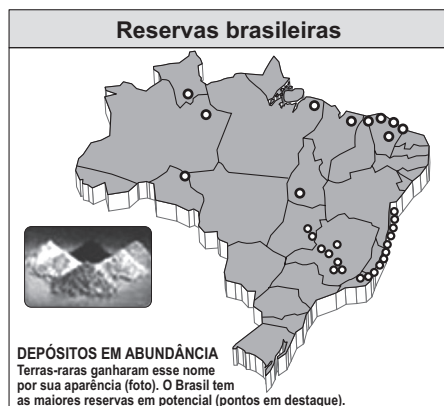 Reservas brasileiras
DEPÓSITOS EM ABUNDÂNCIA
Terras-raras ganharam esse nome
por sua aparência (foto). O Brasil tem
as maiores reservas em potencial (pontos em destaque).